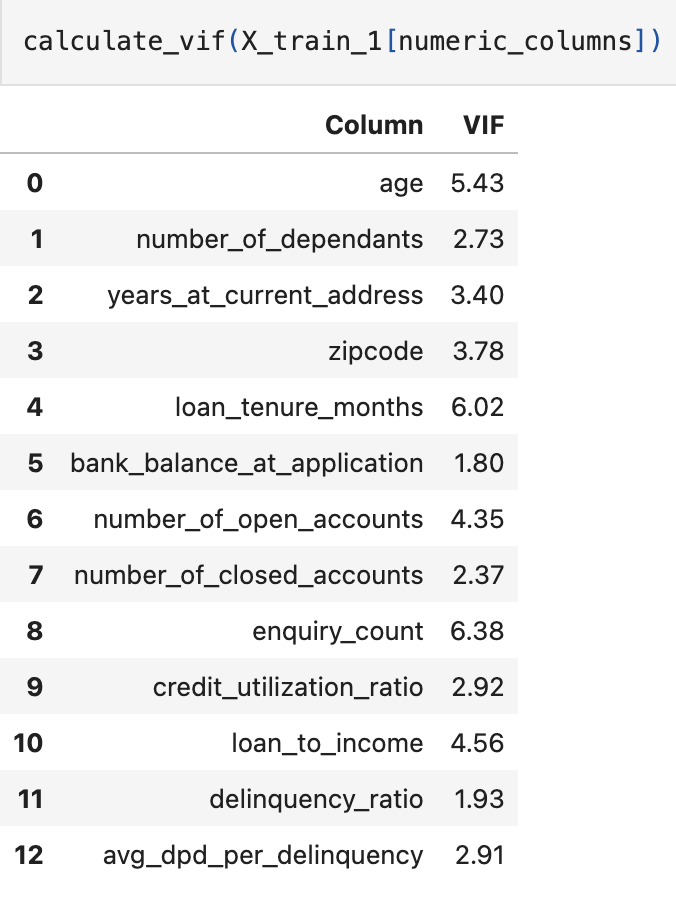 calculate_vif(X_train_1[numeric_columns])
Column VIF
0 age 5.43
1 number_of_dependants 2.73
2 years_at_current_address 3.40
3 zipcode 3.78
4 loan_tenure_months 6.02
5 bank_balance_at_application 1.80
6 number_of_open_accounts 4.35
7 number_of_closed_accounts 2.37
8 enquiry_count 6.38
9 credit_utilization_ratio 2.92
10 loan_to_income 4.56
11 delinquency_ratio 1.93
12 avg_dpd_per_delinquency 2.91